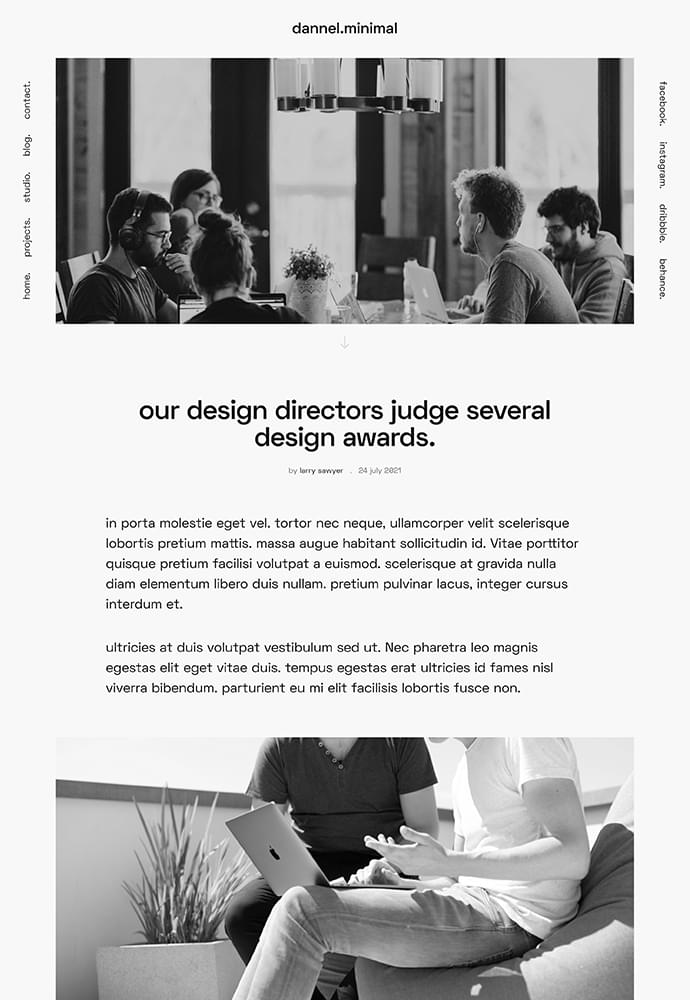 dannel.minimal
home. projects. studio. blog. contact.
facebook. instagram. dribbble. behance.
our design directors judge several
design awards.
by larry sawyer . 24 july 2021
in porta molestie eget vel. tortor nec neque, ullamcorper velit scelerisque
lobortis pretium mattis. massa augue habitant sollicitudin id. Vitae porttitor
quisque pretium facilisi volutpat a euismod. scelerisque at gravida nulla
diam elementum libero duis nullam. pretium pulvinar lacus, integer cursus
interdum et.
ultricies at duis volutpat vestibulum sed ut. Nec pharetra leo magnis
egestas elit eget vitae duis. tempus egestas erat ultricies id fames nisl
viverra bibendum. parturient eu mi elit facilisis lobortis fusce non.